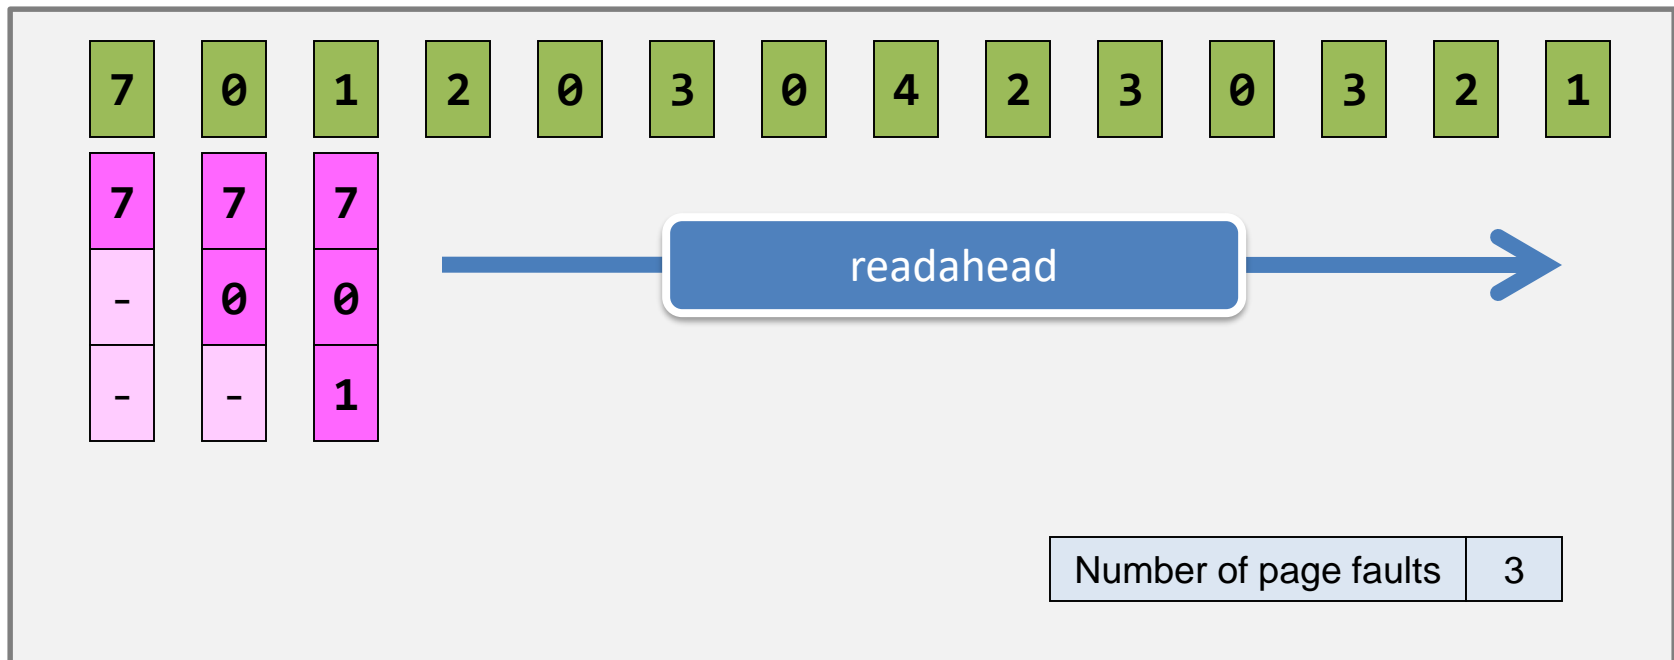 7 0 1 2 0 3 0 4 2 3 0 3 2 1
7 7 7
readahead
- 0 0
- - 1
Number of page faults 3